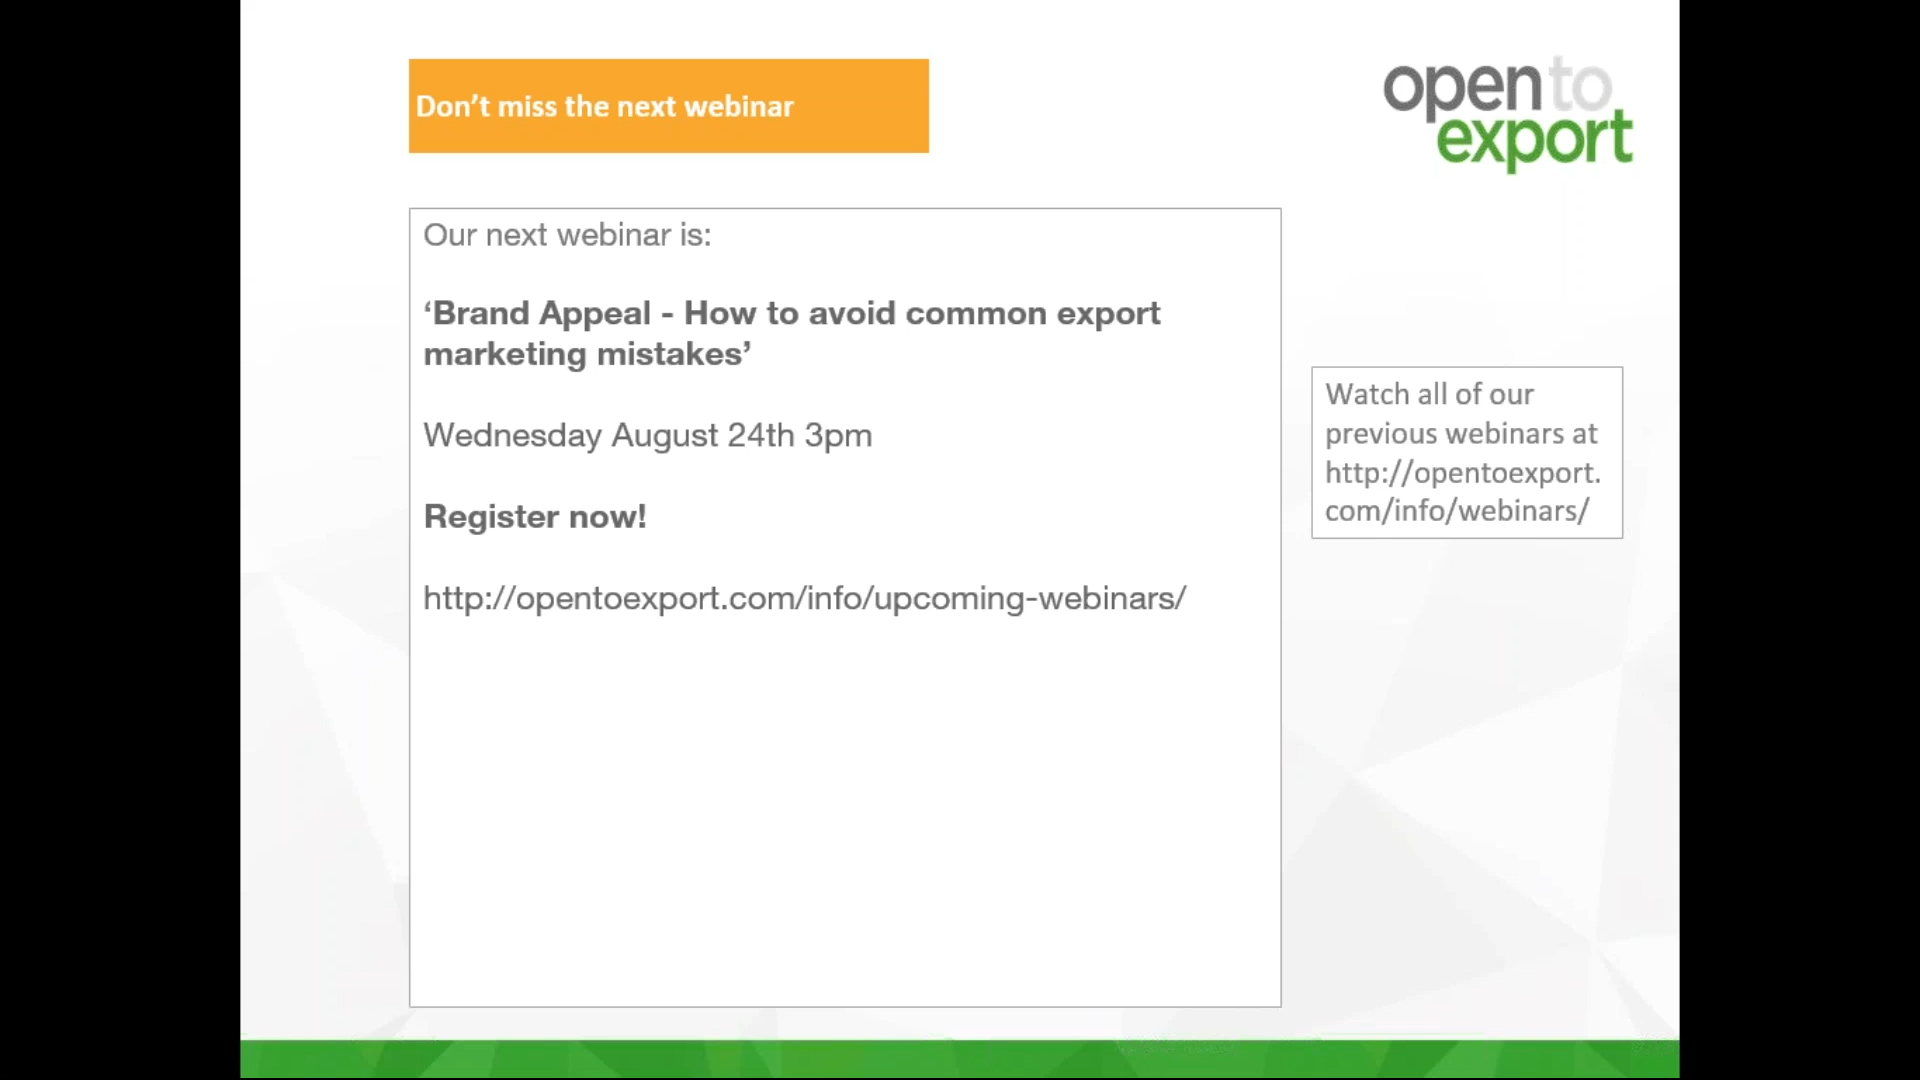 Don’t miss the next webinar
open to
export
Our next webinar is:
‘Brand Appeal - How to avoid common export
marketing mistakes’
Wednesday August 24th 3pm
Register now!
http://opentoexport.com/info/upcoming-webinars/
Watch all of our
previous webinars at
http://opentoexport.
com/info/webinars/